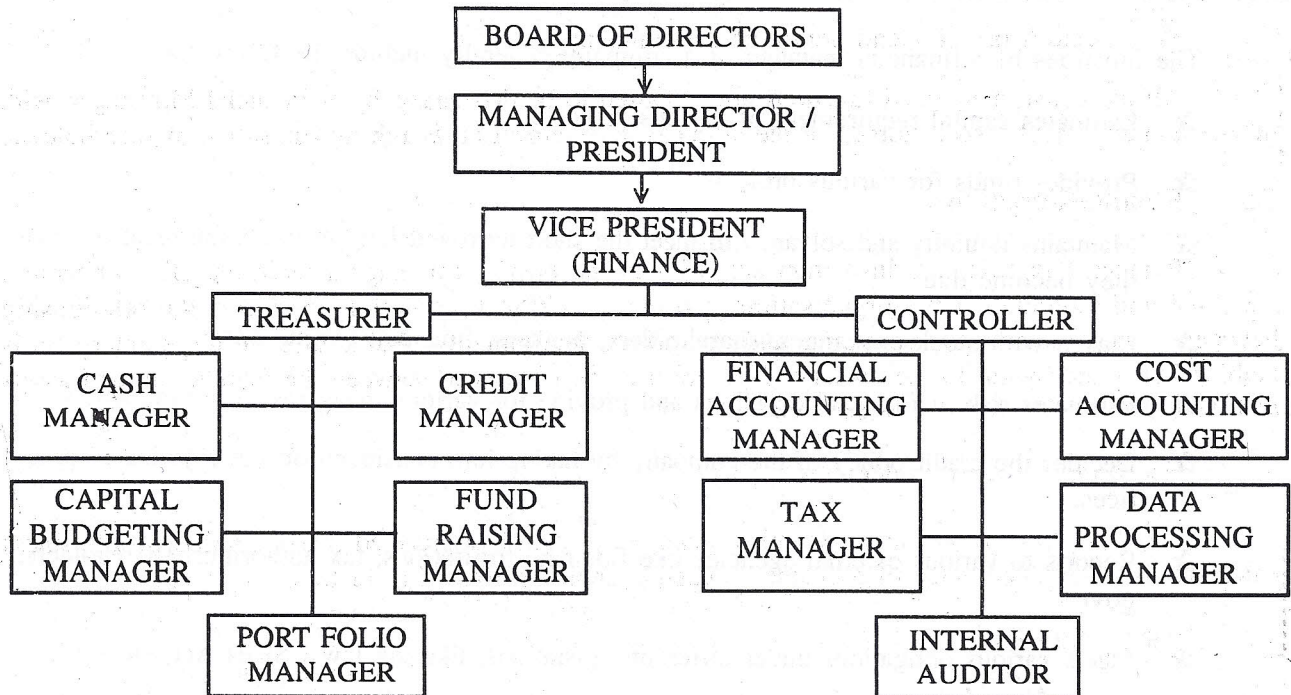 BOARD OF DIRECTORS
MANAGING DIRECTOR /
PRESIDENT
VICE PRESIDENT
(FINANCE)
TREASURER
CONTROLLER
CASH
MANAGER
CREDIT
MANAGER
FINANCIAL
ACCOUNTING
MANAGER
COST
ACCOUNTING
MANAGER
CAPITAL
BUDGETING
MANAGER
FUND
RAISING
MANAGER
TAX
MANAGER
DATA
PROCESSING
MANAGER
PORT FOLIO
MANAGER
INTERNAL
AUDITOR